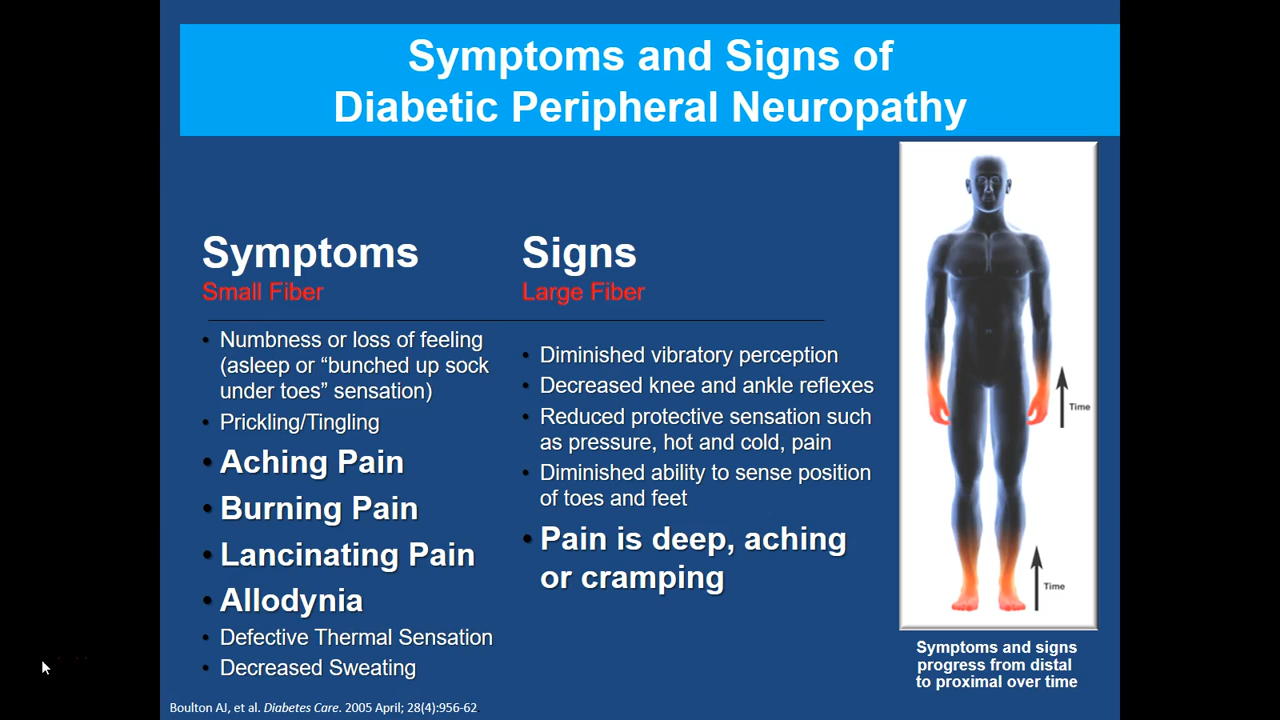 Symptoms and Signs of
Diabetic Peripheral Neuropathy
Symptoms
Small Fiber
• Numbness or loss of feeling
(asleep or “bunched up sock
under toes” sensation)
• Prickling/Tingling
• Aching Pain
• Burning Pain
• Lancinating Pain
• Allodynia
• Defective Thermal Sensation
• Decreased Sweating
Signs
Large Fiber
• Diminished vibratory perception
• Decreased knee and ankle reflexes
• Reduced protective sensation such
as pressure, hot and cold, pain
• Diminished ability to sense position
of toes and feet
• Pain is deep, aching
or cramping
Time
Time
Symptoms and signs
progress from distal
to proximal over time
Boulton AJ, et al. Diabetes Care. 2005 April; 28(4):956-62.